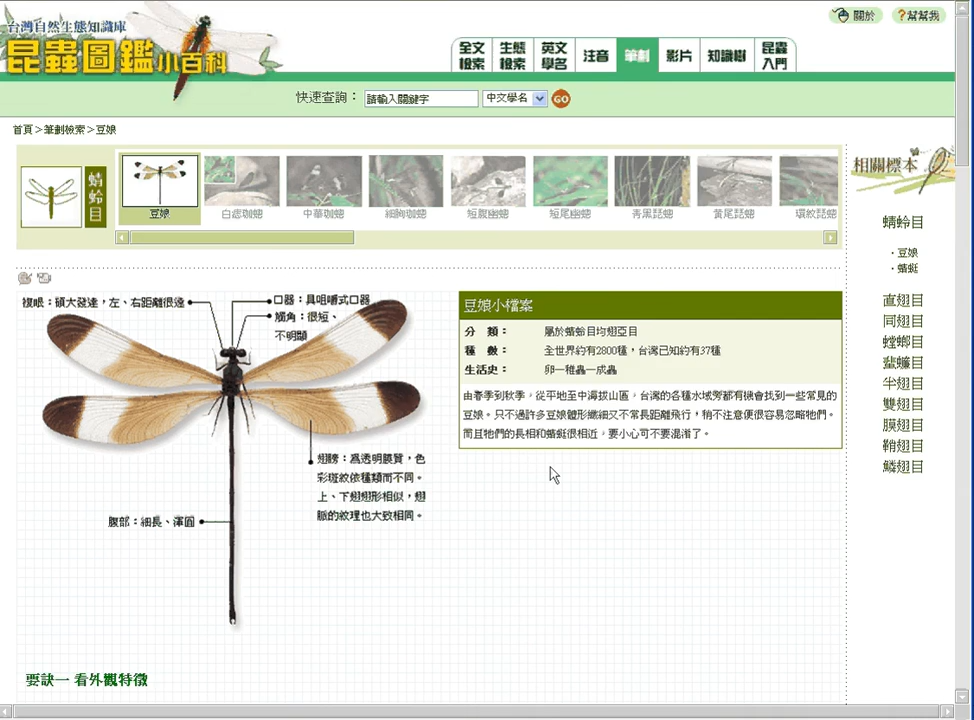 台灣自然生態知識庫
昆蟲圖鑑小百科
關於
?幫幫我
全文檢索
生態檢索
英文學名
注音
筆劃
影片
知識樹
昆蟲入門
快速查詢：
請輸入關鍵字
中文學名
GO
首頁>筆劃檢索>豆娘
蜻蛉目
豆娘
白痣珈蟌
中華珈蟌
細胸珈蟌
短腹幽蟌
短尾幽蟌
青黑琵蟌
黃尾琵蟌
環紋琵蟌
相關標本
蜻蛉目
·豆娘
·蜻蜓
直翅目
同翅目
螳螂目
蜚蠊目
半翅目
雙翅目
膜翅目
鞘翅目
鱗翅目
複眼：碩大發達，左、右距離很遠
口器：具咀嚼式口器
觸角：很短、
不明顯
翅膀：為透明膜質，色
彩斑紋依種類而不同。
上、下翅翅形相似，翅
脈的紋理也大致相同。
腹部：細長、渾圓
豆娘小檔案
分　類：　屬於蜻蛉目均翅亞目
種　數：　全世界約有2800種，台灣已知約有37種
生活史：　卵—稚蟲—成蟲
由春季到秋季，從平地至中海拔山區，台灣的各種水域旁都有機會找到一些常見的
豆娘。只不過許多豆娘體形纖細又不常長距離飛行，稍不注意便很容易忽略牠們。
而且牠們的長相和蜻蜓很相近，要小心可不要混淆了。
要訣一 看外觀特徵